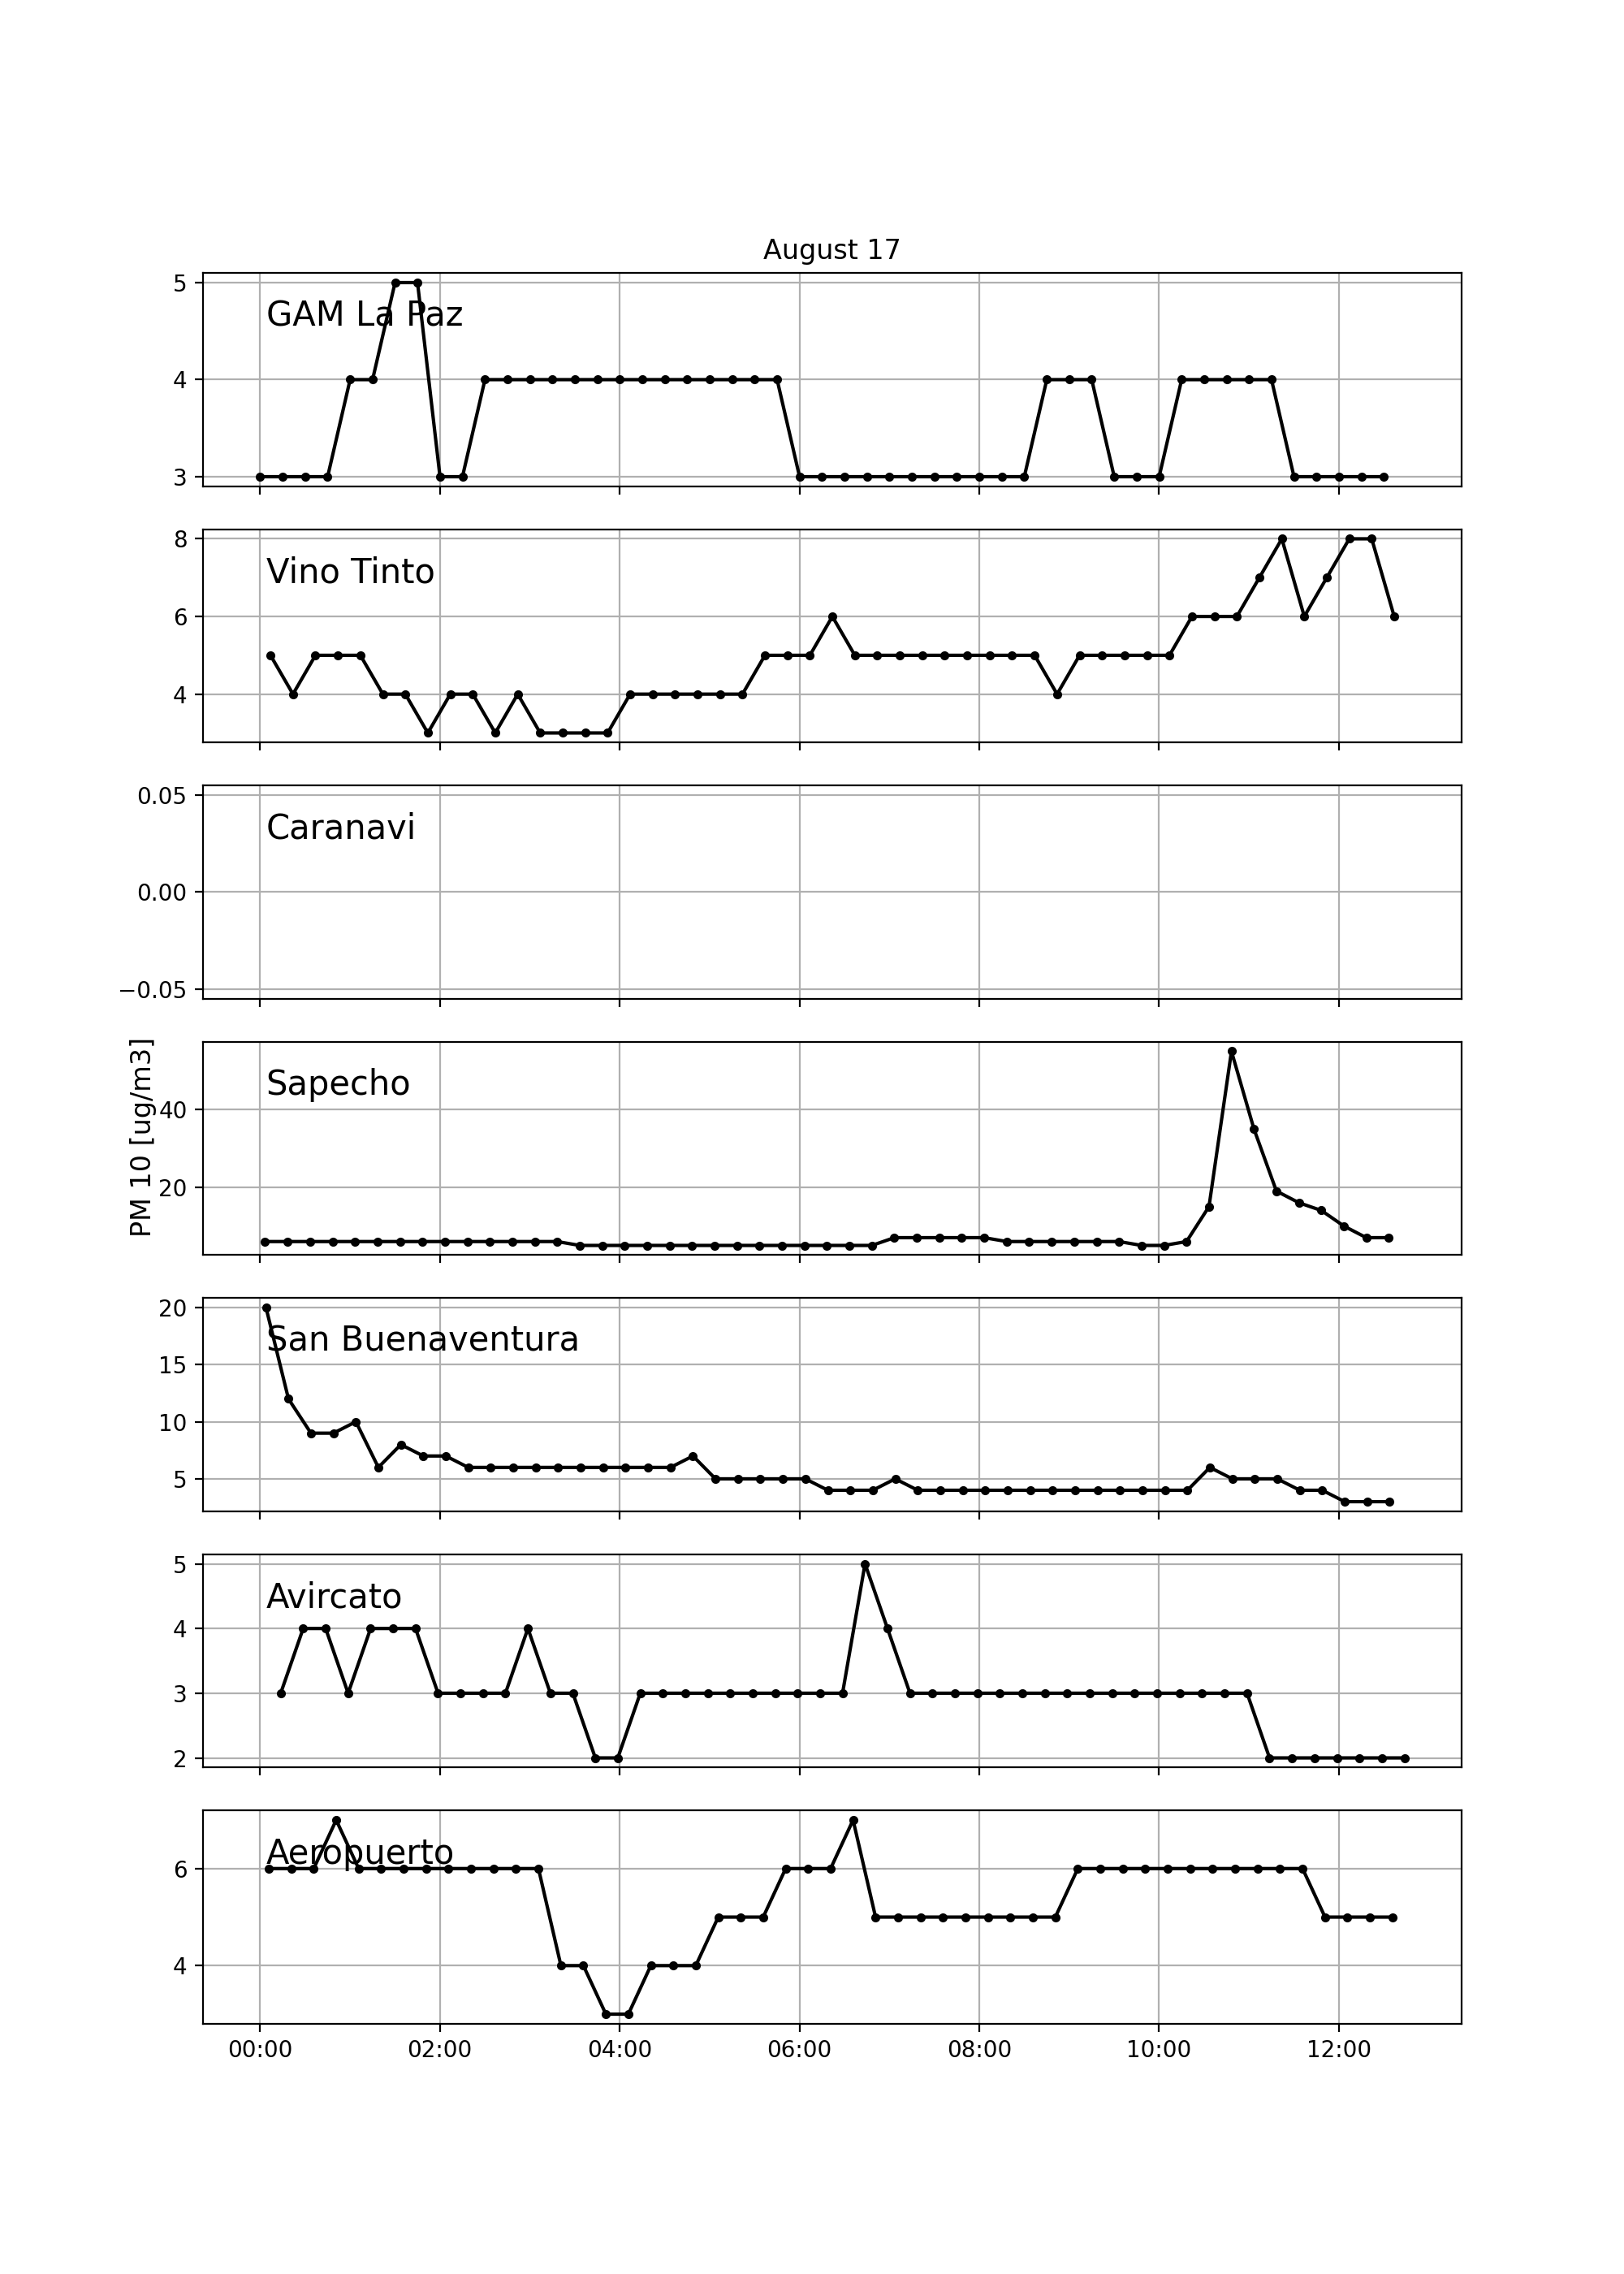 August 17
5
GAM La Paz
4
3
8
Vino Tinto
6
4
0.05
Caranavi
0.00
−0.05
PM 10 [ug/m3]
Sapecho
40
20
20
San Buenaventura
15
10
5
5
Avircato
4
3
2
Aeropuerto
6
4
00:00 02:00 04:00 06:00 08:00 10:00 12:00